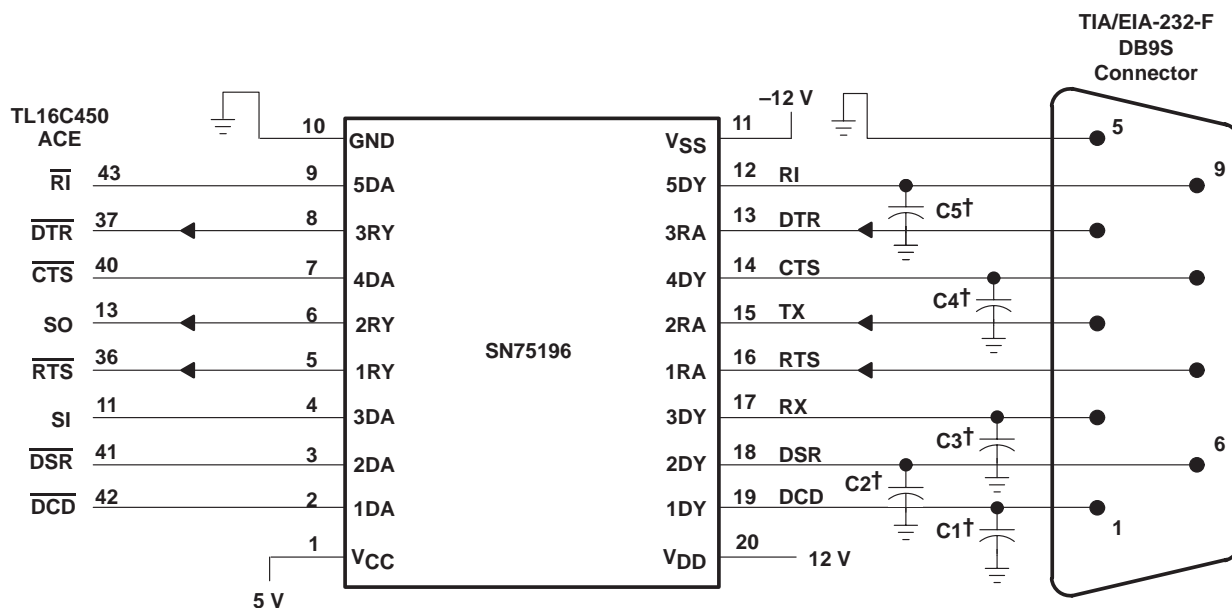 TIA/EIA-232-F
DB9S
Connector
TL16C450
ACE
–12 V
10 GND VSS 11 5
RI 43 9 5DA 5DY 12 RI 9
C5†
DTR 37 8 3RY 3RA 13 DTR
CTS 40 7 4DA 4DY 14 CTS
C4†
SO 13 6 2RY 2RA 15 TX
SN75196
RTS 36 5 1RY 1RA 16 RTS
SI 11 4 3DA 3DY 17 RX
C3†
DSR 41 3 2DA 2DY 18 DSR 6
C2†
DCD 42 2 1DA 1DY 19 DCD 1
C1†
1 VCC VDD 20 12 V
5 V